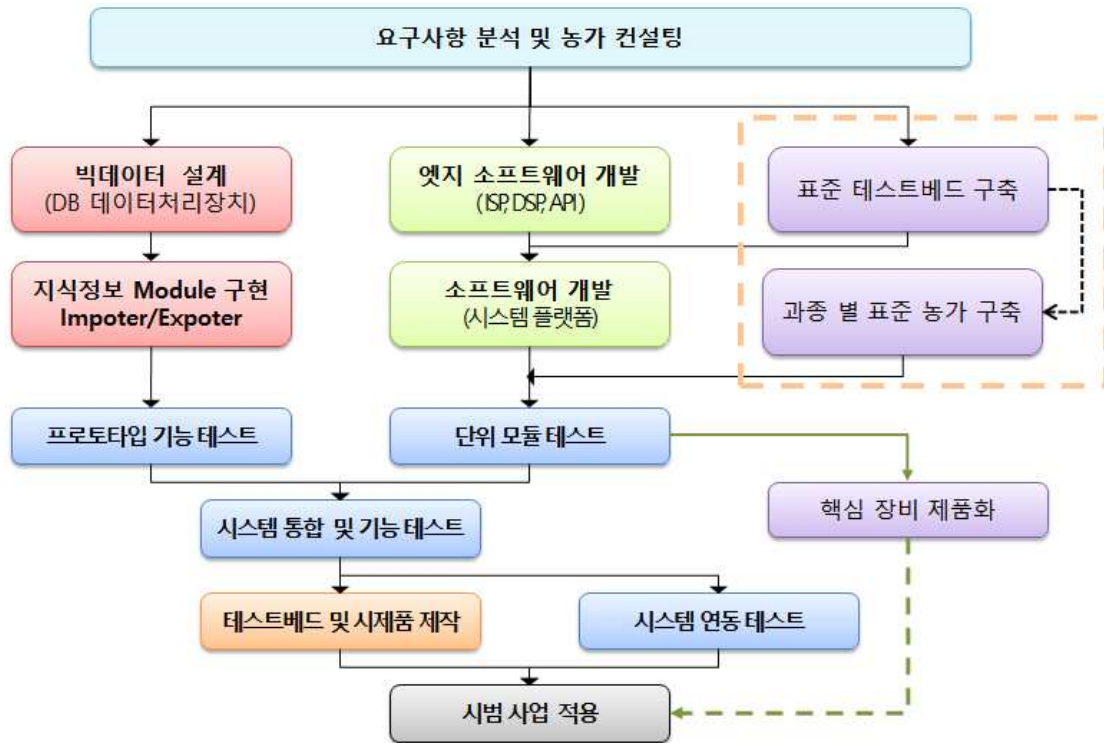 요구사항 분석 및 농가 컨설팅
빅데이터 설계
(DB 데이터처리장치)
엣지 소프트웨어 개발
(ISP, DSP, API)
표준 테스트베드 구축
지식정보 Module 구현
Impoter/Expoter
소프트웨어 개발
(시스템 플랫폼)
과종 별 표준 농가 구축
프로토타입 기능 테스트
단위 모듈 테스트
핵심 장비 제품화
시스템 통합 및 기능 테스트
테스트베드 및 시제품 제작
시스템 연동 테스트
시범 사업 적용